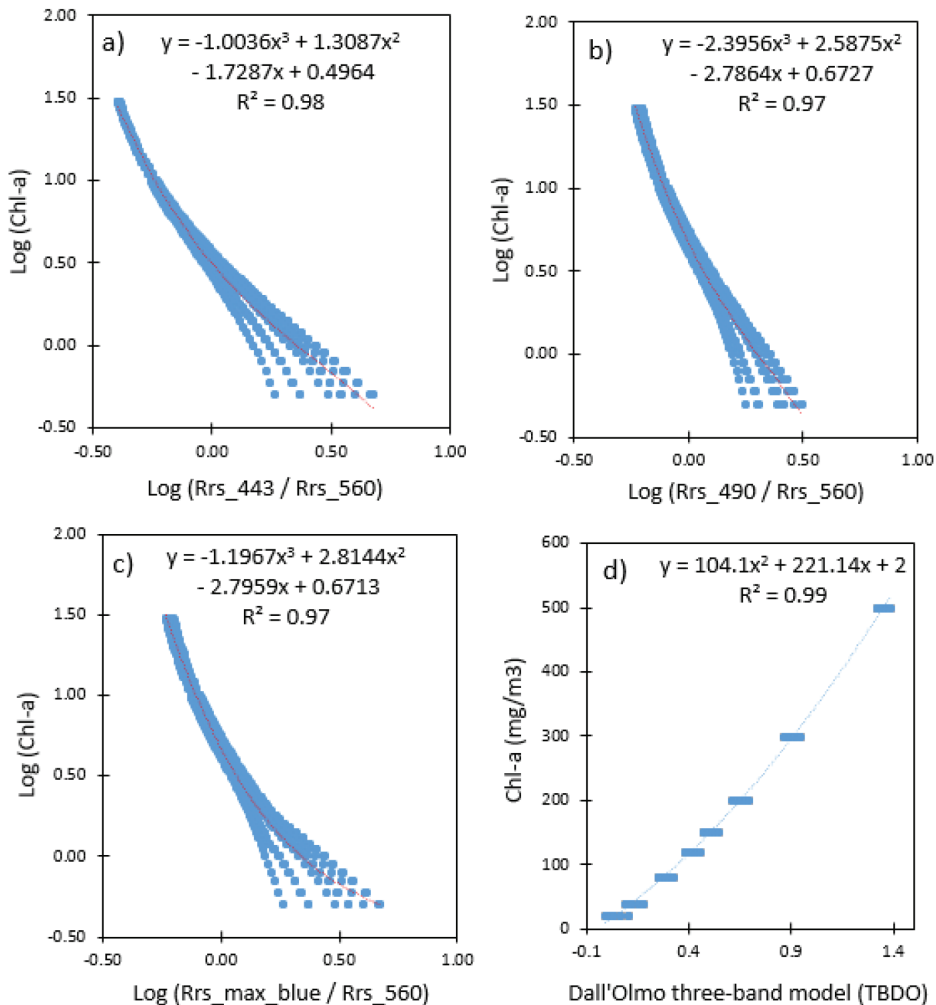 a)
y = -1.0036x³ + 1.3087x²
- 1.7287x + 0.4964
R² = 0.98
2.00
1.50
1.00
0.50
0.00
-0.50
-0.50 0.00 0.50 1.00
Log (Chl-a)
Log (Rrs_443 / Rrs_560)
b)
y = -2.3956x³ + 2.5875x²
- 2.7864x + 0.6727
R² = 0.97
2.00
1.50
1.00
0.50
0.00
-0.50
-0.50 0.00 0.50 1.00
Log (Chl-a)
Log (Rrs_490 / Rrs_560)
c)
y = -1.1967x³ + 2.8144x²
- 2.7959x + 0.6713
R² = 0.97
2.00
1.50
1.00
0.50
0.00
-0.50
-0.50 0.00 0.50 1.00
Log (Chl-a)
Log (Rrs_max_blue / Rrs_560)
d)
y = 104.1x² + 221.14x + 2
R² = 0.99
600
500
400
300
200
100
0
-0.1 0.4 0.9 1.4
Chl-a (mg/m3)
Dall'Olmo three-band model (TBDO)